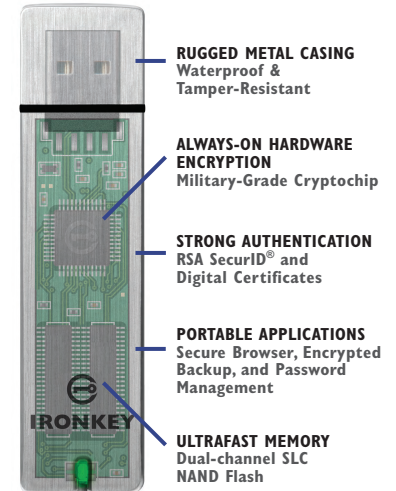 RUGGED METAL CASING
Waterproof &
Tamper-Resistant
ALWAYS-ON HARDWARE
ENCRYPTION
Military-Grade Cryptochip
STRONG AUTHENTICATION
RSA SecurID® and
Digital Certificates
PORTABLE APPLICATIONS
Secure Browser, Encrypted
Backup, and Password
Management
IRONKEY
ULTRAFAST MEMORY
Dual-channel SLC
NAND Flash